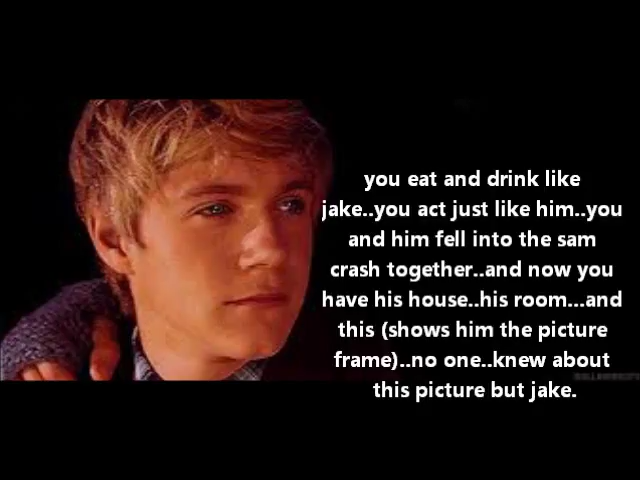 you eat and drink like
jake..you act just like him..you
and him fell into the sam
crash together..and now you
have his house..his room...and
this (shows him the picture
frame)..no one..knew about
this picture but jake.